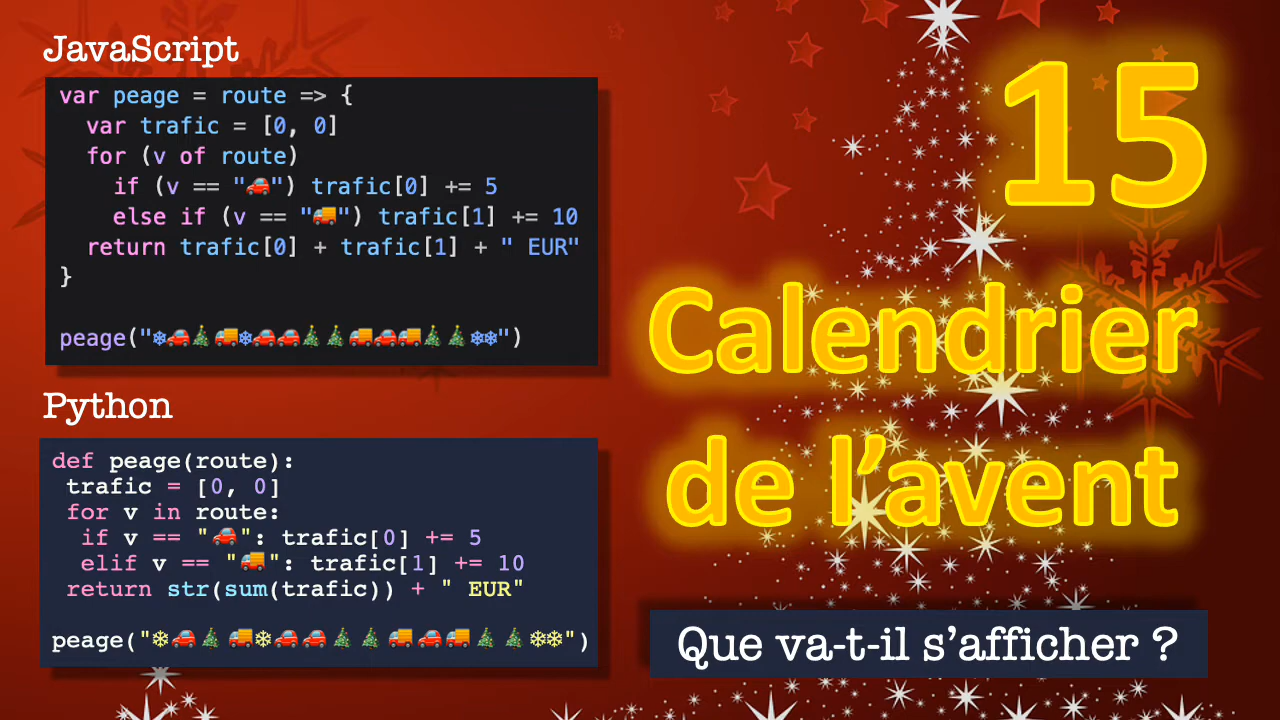 JavaScript
var peage = route => {
  var trafic = [0, 0]
  for (v of route)
    if (v == "🚗") trafic[0] += 5
    else if (v == "🚚") trafic[1] += 10
  return trafic[0] + trafic[1] + " EUR"
}
peage("❄🚗🎄🚚❄🚗🚗🎄🎄🚚🚗🚚🎄🎄❄❄")
Python
def peage(route):
 trafic = [0, 0]
 for v in route:
  if v == "🚗": trafic[0] += 5
  elif v == "🚚": trafic[1] += 10
 return str(sum(trafic)) + " EUR"
peage("❄🚗🎄🚚❄🚗🚗🎄🎄🚚🚗🚚🎄🎄❄❄")
15
Calendrier
de l’avent
Que va-t-il s’afficher ?